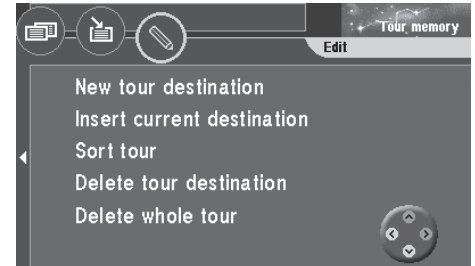 Tour memory
Edit
New tour destination
Insert current destination
Sort tour
Delete tour destination
Delete whole tour